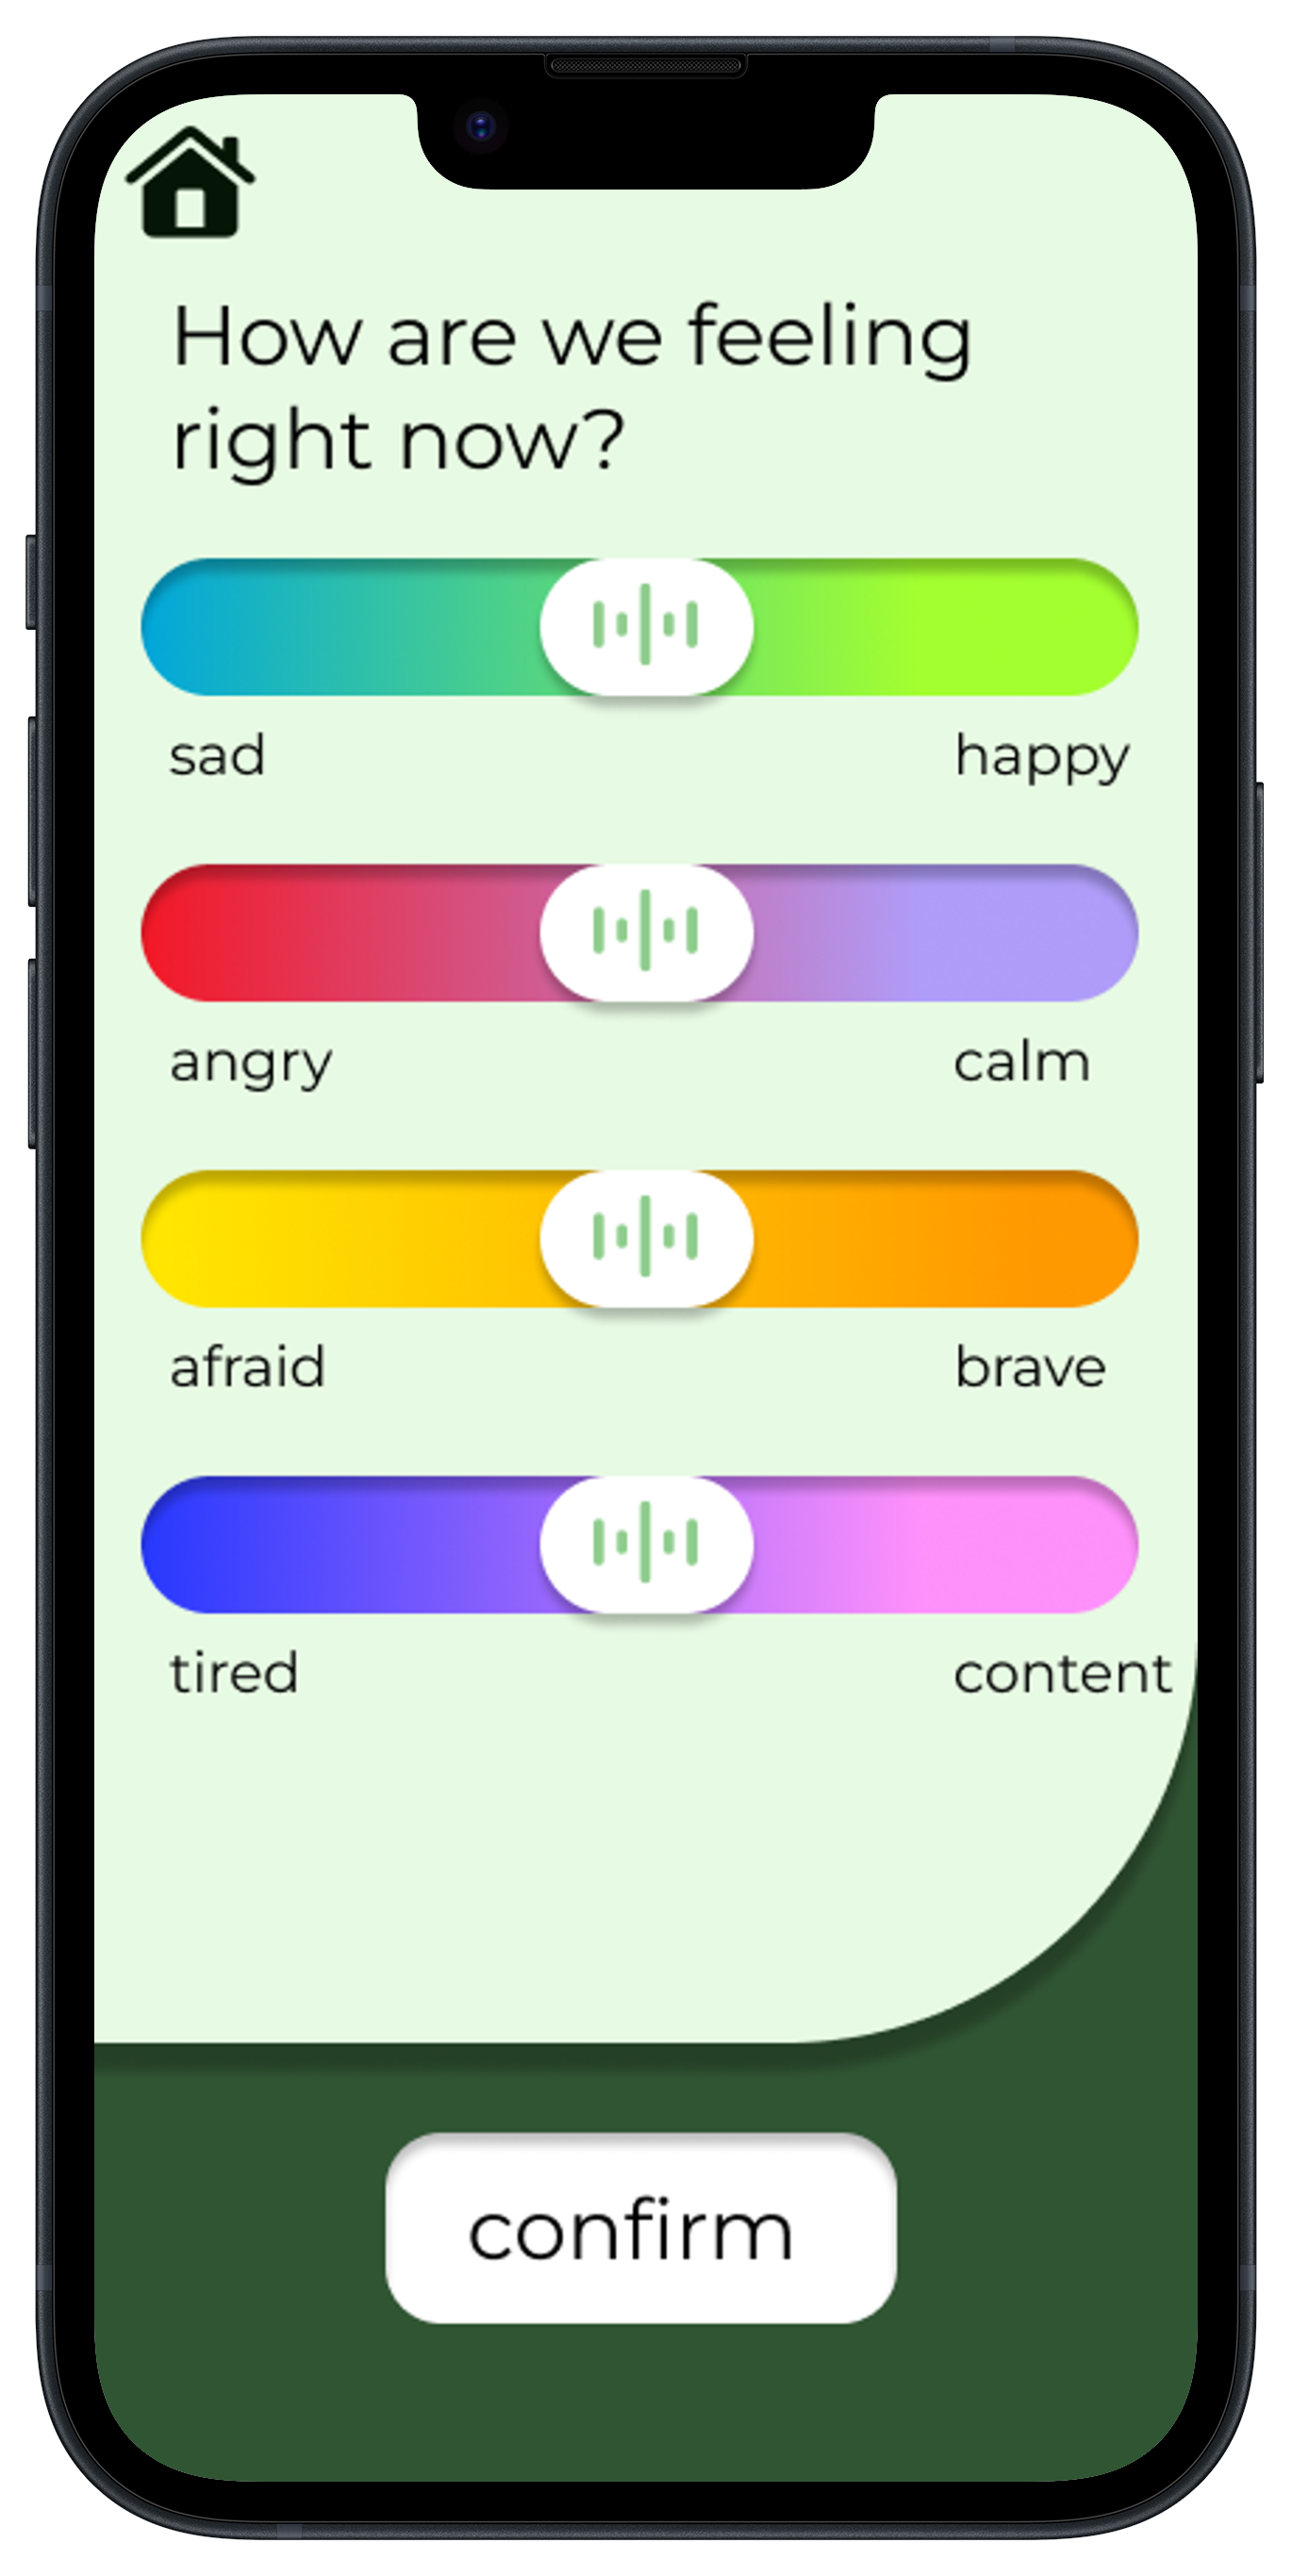 How are we feeling
right now?
sad happy
angry calm
afraid brave
tired content
confirm